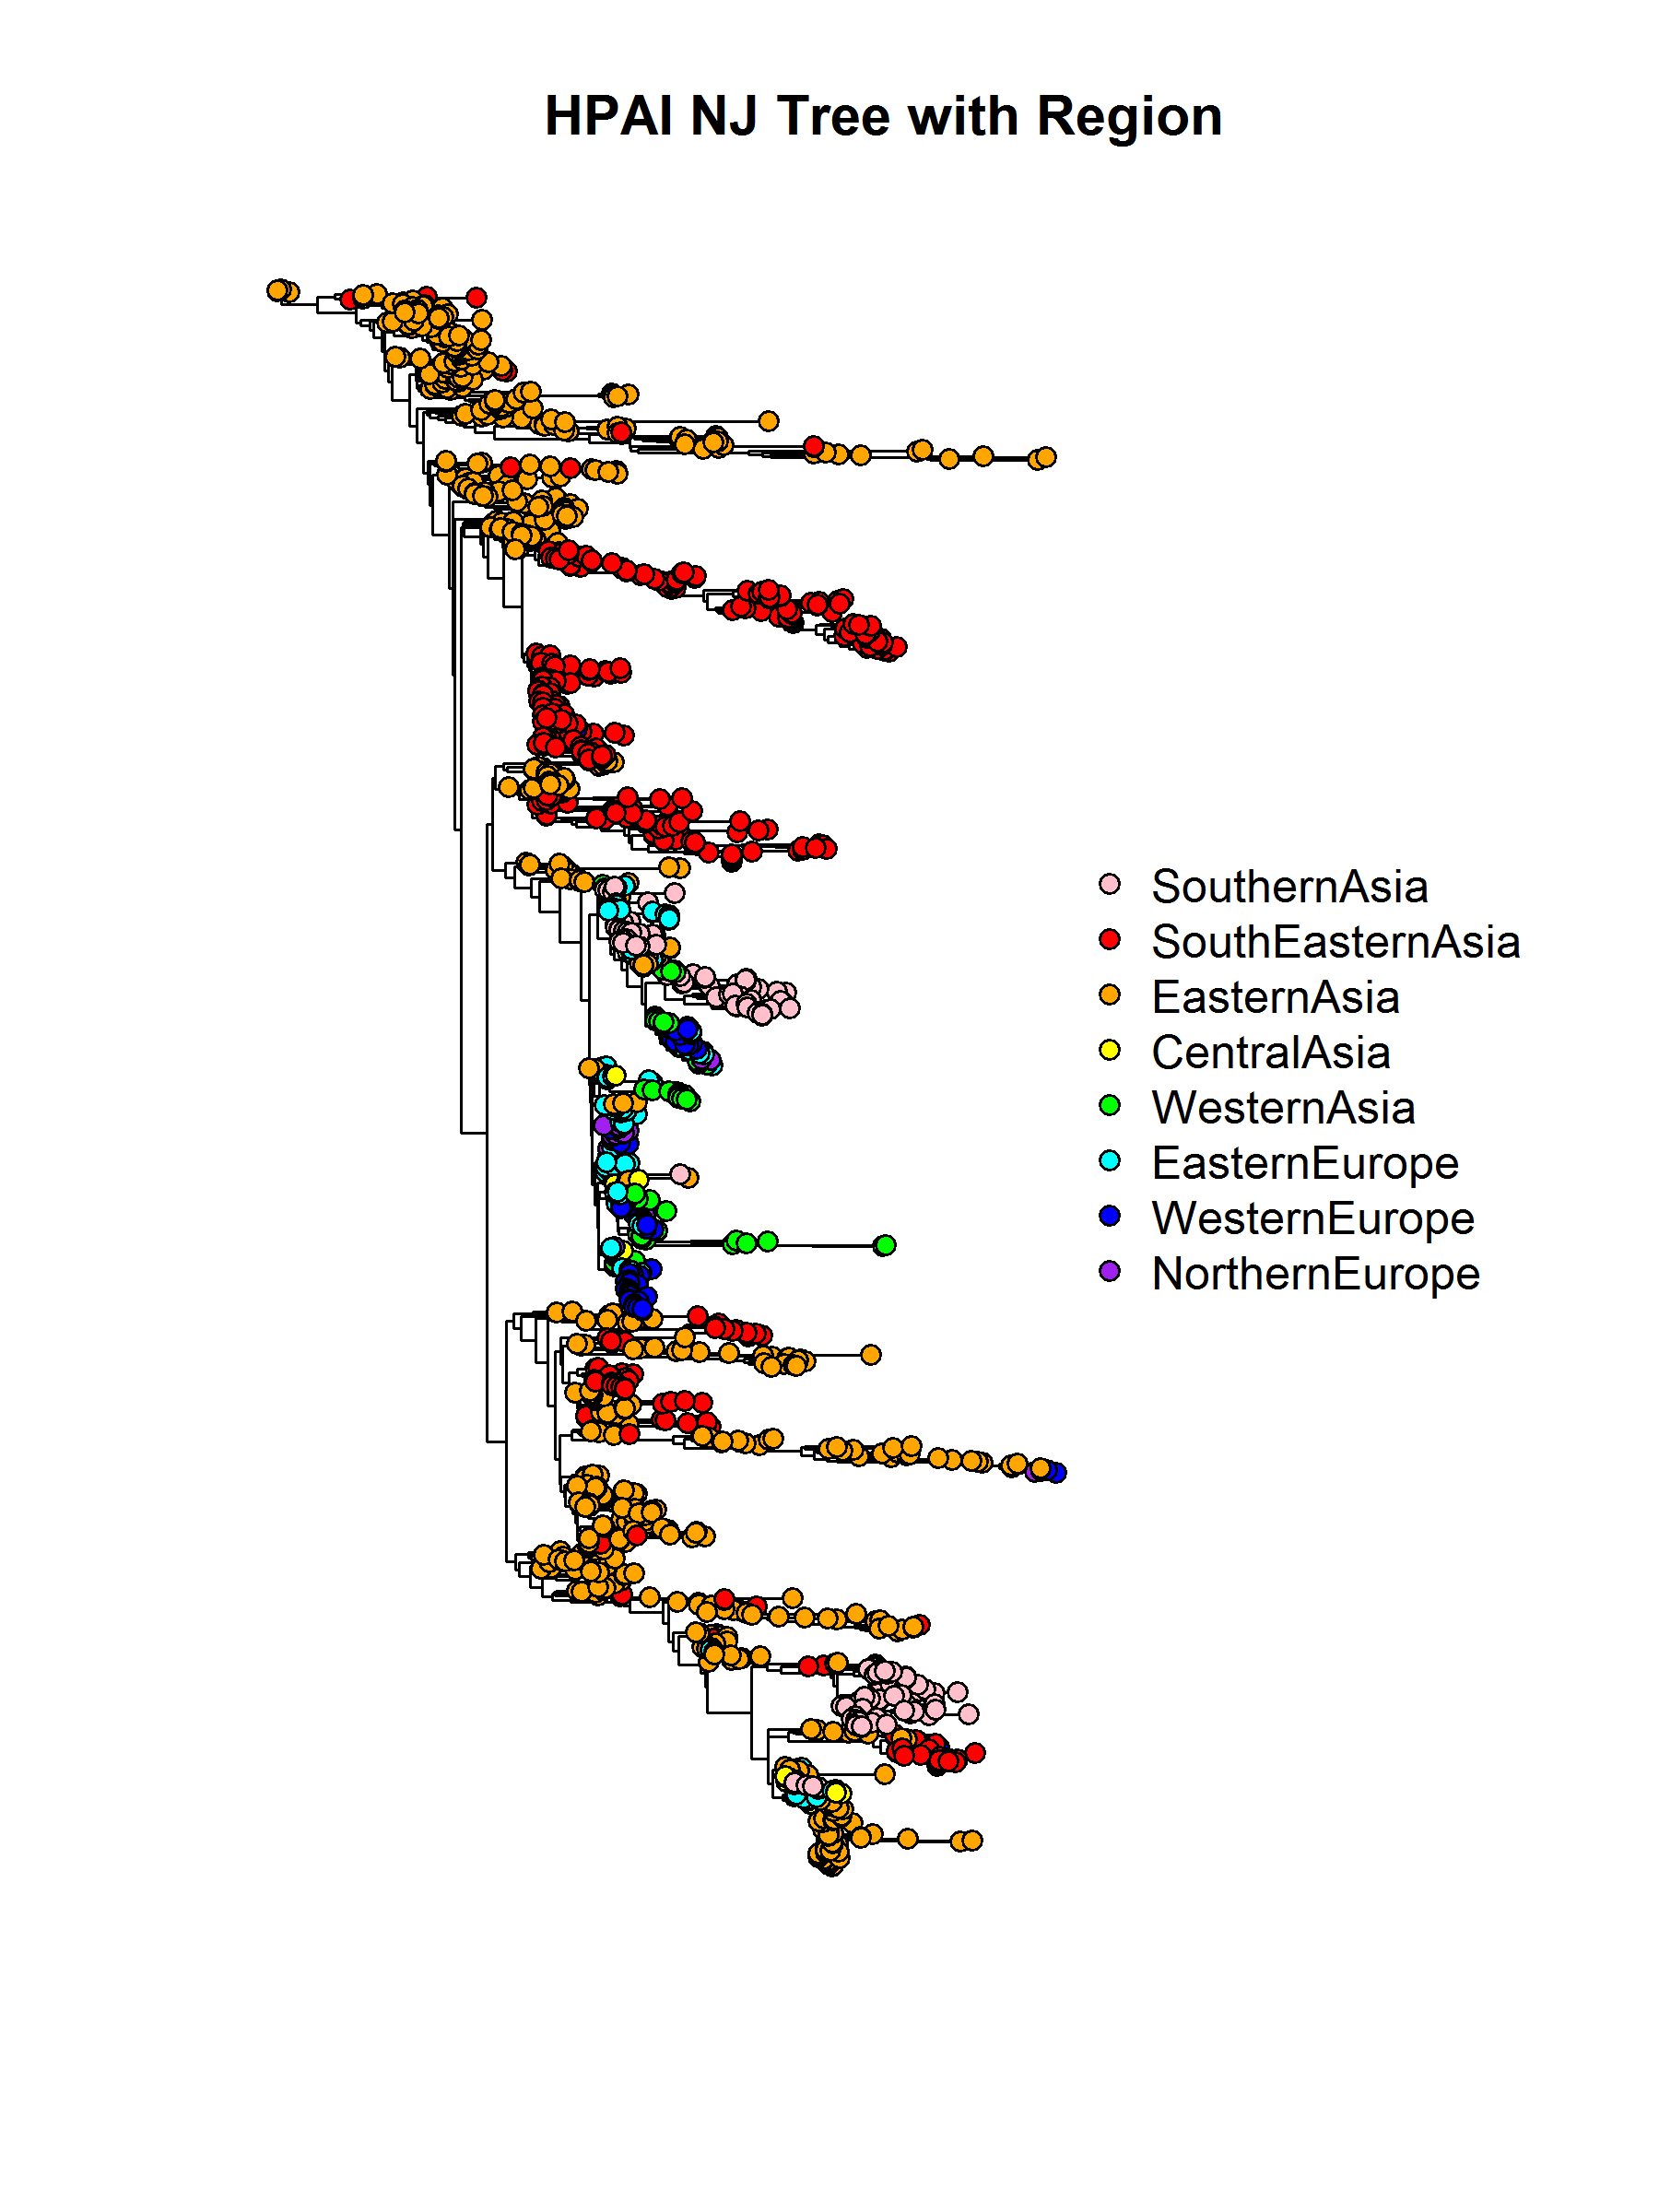 HPAI NJ Tree with Region
SouthernAsia
SouthEasternAsia
EasternAsia
CentralAsia
WesternAsia
EasternEurope
WesternEurope
NorthernEurope